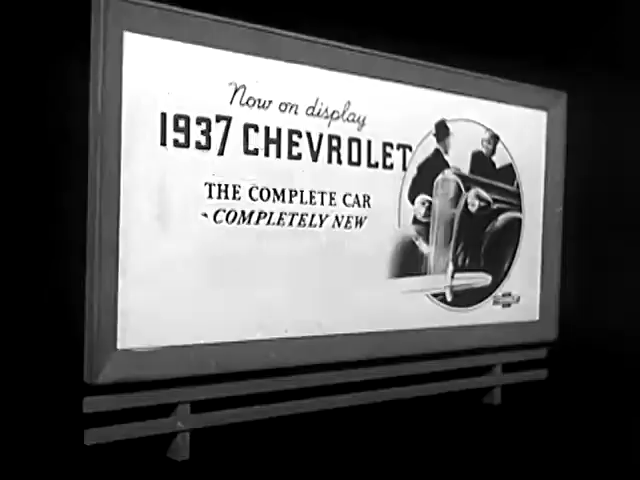 Now on display
1937 CHEVROLET
THE COMPLETE CAR
COMPLETELY NEW